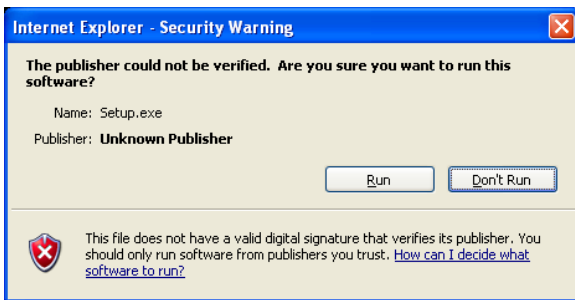 Internet Explorer - Security Warning
The publisher could not be verified.  Are you sure you want to run this
software?
Name: Setup.exe
Publisher: Unknown Publisher
Run
Don't Run
This file does not have a valid digital signature that verifies its publisher. You
should only run software from publishers you trust. How can I decide what
software to run?